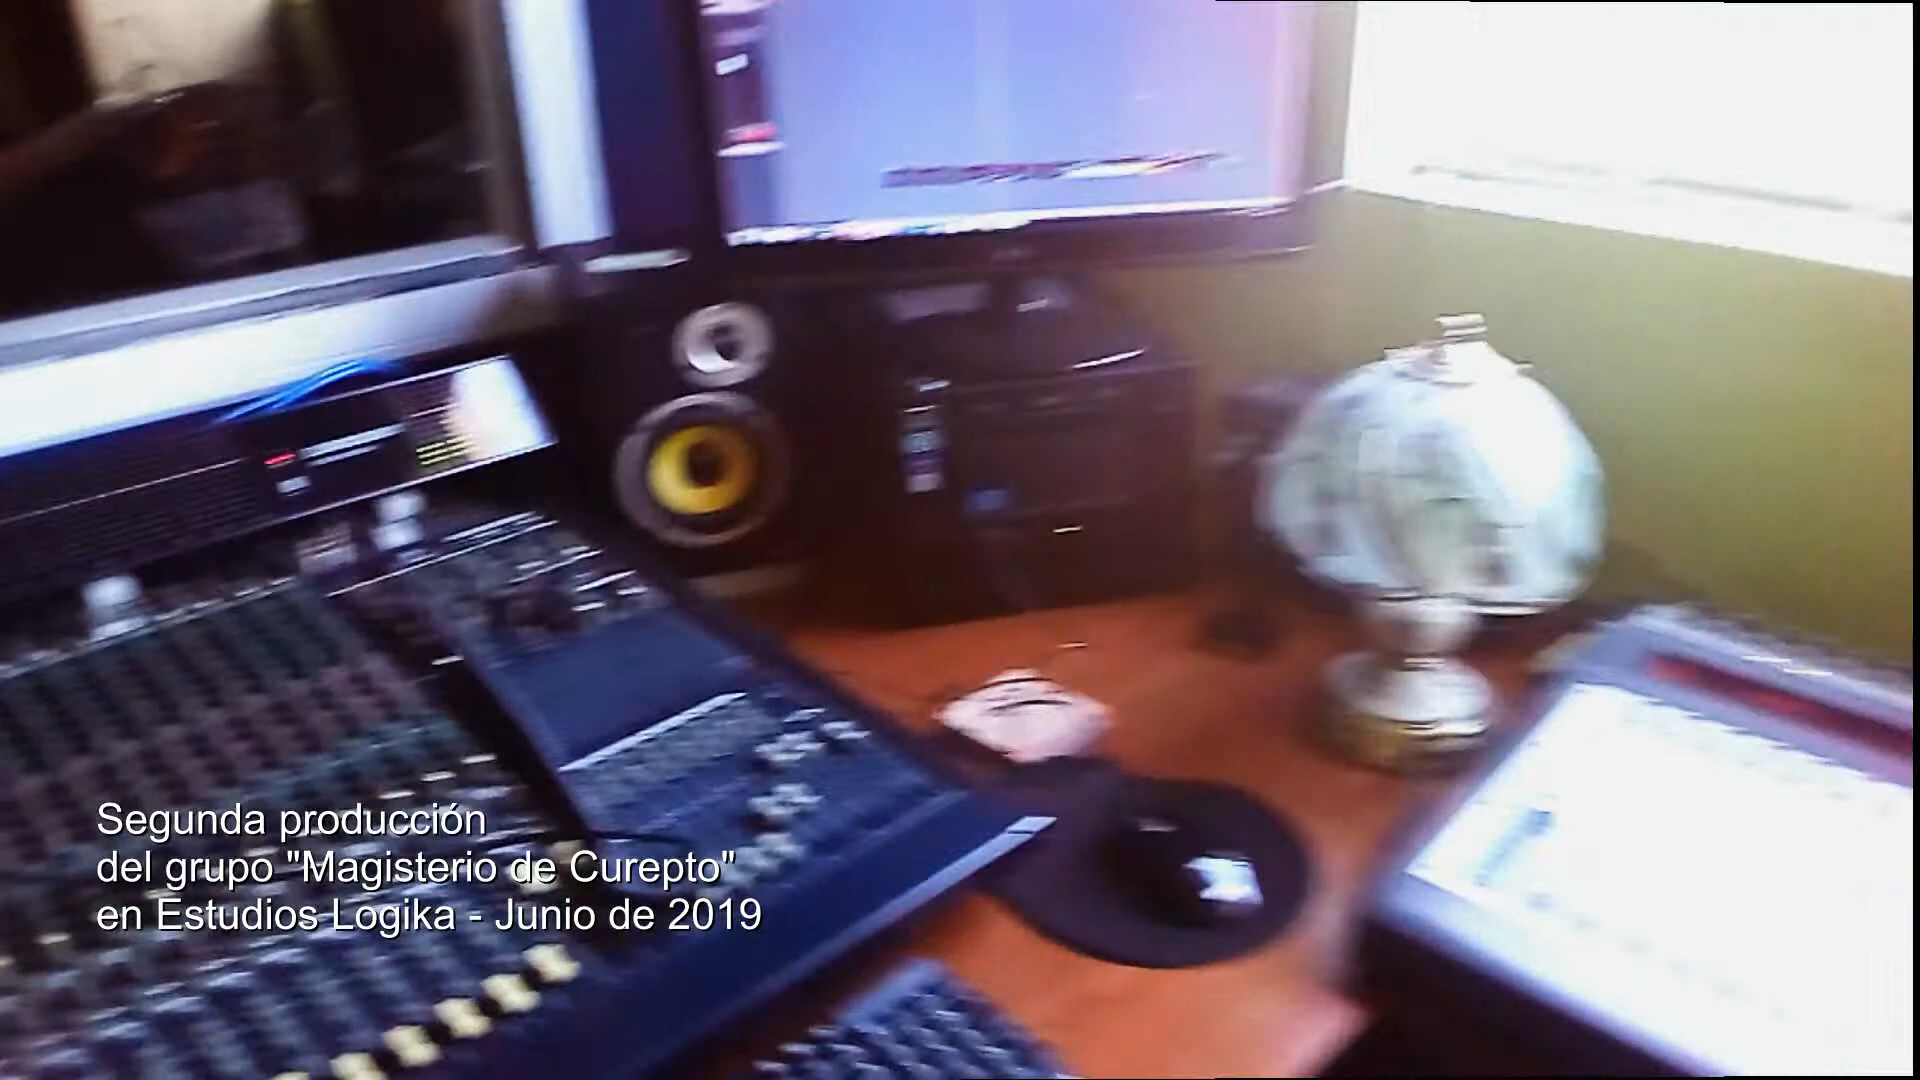 Segunda producción
del grupo "Magisterio de Curepto"
en Estudios Logika - Junio de 2019